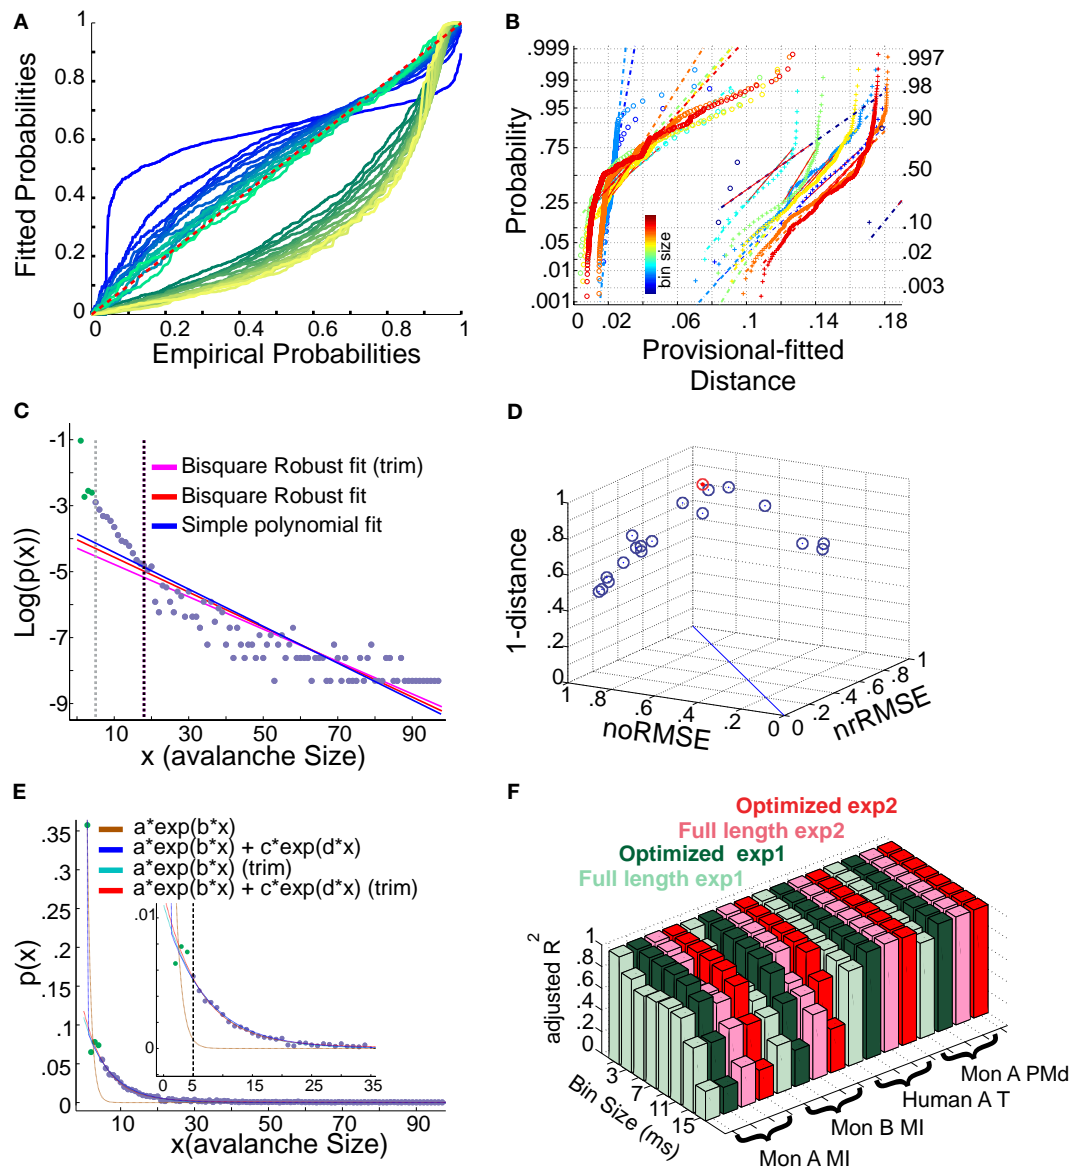 A
1
0.8
0.6
0.4
0.2
0
Fitted Probabilities
0
0.2
0.4
0.6
0.8
1
Empirical Probabilities
B
.999
.99
.95
.75
.25
.05
.01
.001
Probability
.997
.98
.90
.50
.10
.02
.003
bin size
0
.02
.06
.1
.14
.18
Provisional-fitted
Distance
C
-1
-3
-5
-7
-9
Log(p(x))
Bisquare Robust fit (trim)
Bisquare Robust fit
Simple polynomial fit
10
30
50
70
90
x (avalanche Size)
D
1
.8
.6
.4
.2
0
1-distance
1
.8
.6
.4
.2
0
noRMSE
0
.2
.4
.6
.8
1
nrRMSE
E
.35
.3
.25
.2
.15
.1
.05
0
p(x)
a*exp(b*x)
a*exp(b*x) + c*exp(d*x)
a*exp(b*x) (trim)
a*exp(b*x) + c*exp(d*x) (trim)
.01
0
0
5
15
25
35
10
30
50
70
90
x(avalanche Size)
F
Optimized exp2
Full length exp2
Optimized exp1
Full length exp1
adjusted R2
1
.8
.6
.4
.2
0
3
7
11
15
Bin Size (ms)
Mon A PMd
Human A T
Mon B MI
Mon A MI